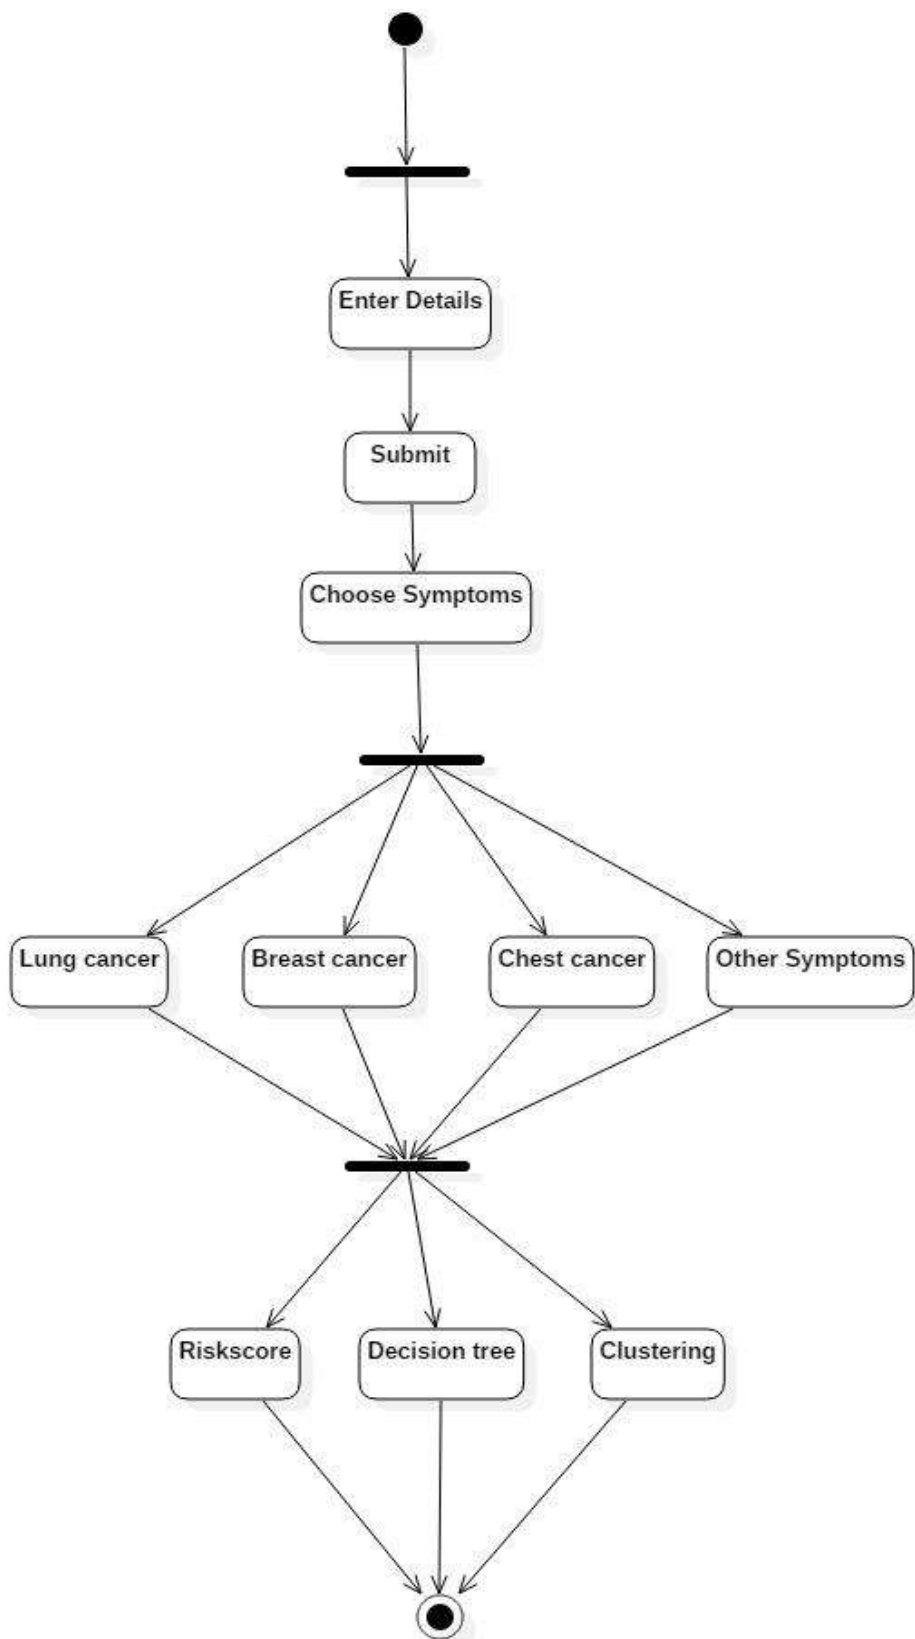 Enter Details
Submit
Choose Symptoms
Lung cancer
Breast cancer
Chest cancer
Other Symptoms
Riskscore
Decision tree
Clustering